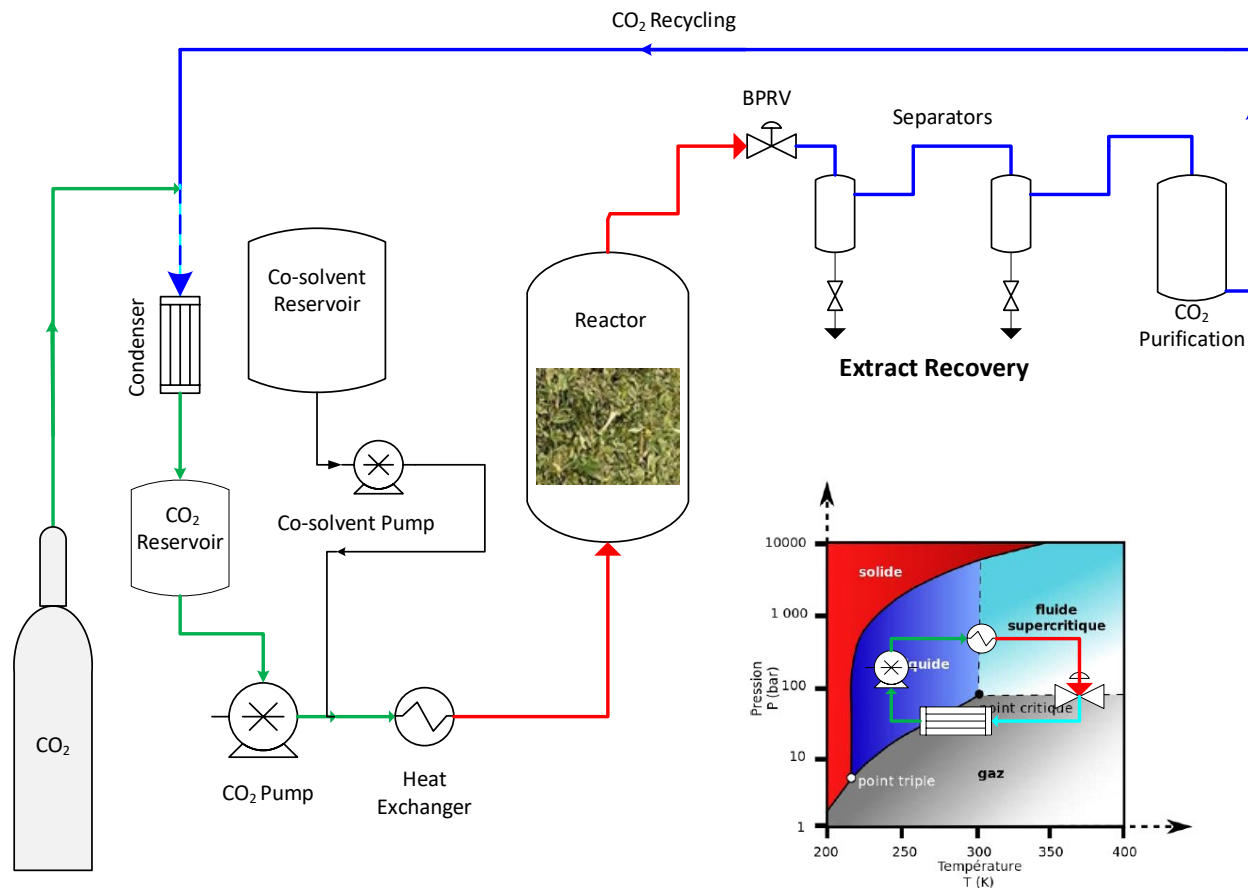 CO2 Recycling
BPRV
Separators
Co-solvent
Reservoir
Reactor
Condenser
CO2
Purification
Extract Recovery
CO2
Reservoir
Co-solvent Pump
CO2
CO2 Pump
Heat
Exchanger
10000
1 000
100
10
1
Pression
P (bar)
solide
fluide
supercritique
quide
point critique
gaz
point triple
200
250
300
350
400
Température
T (K)